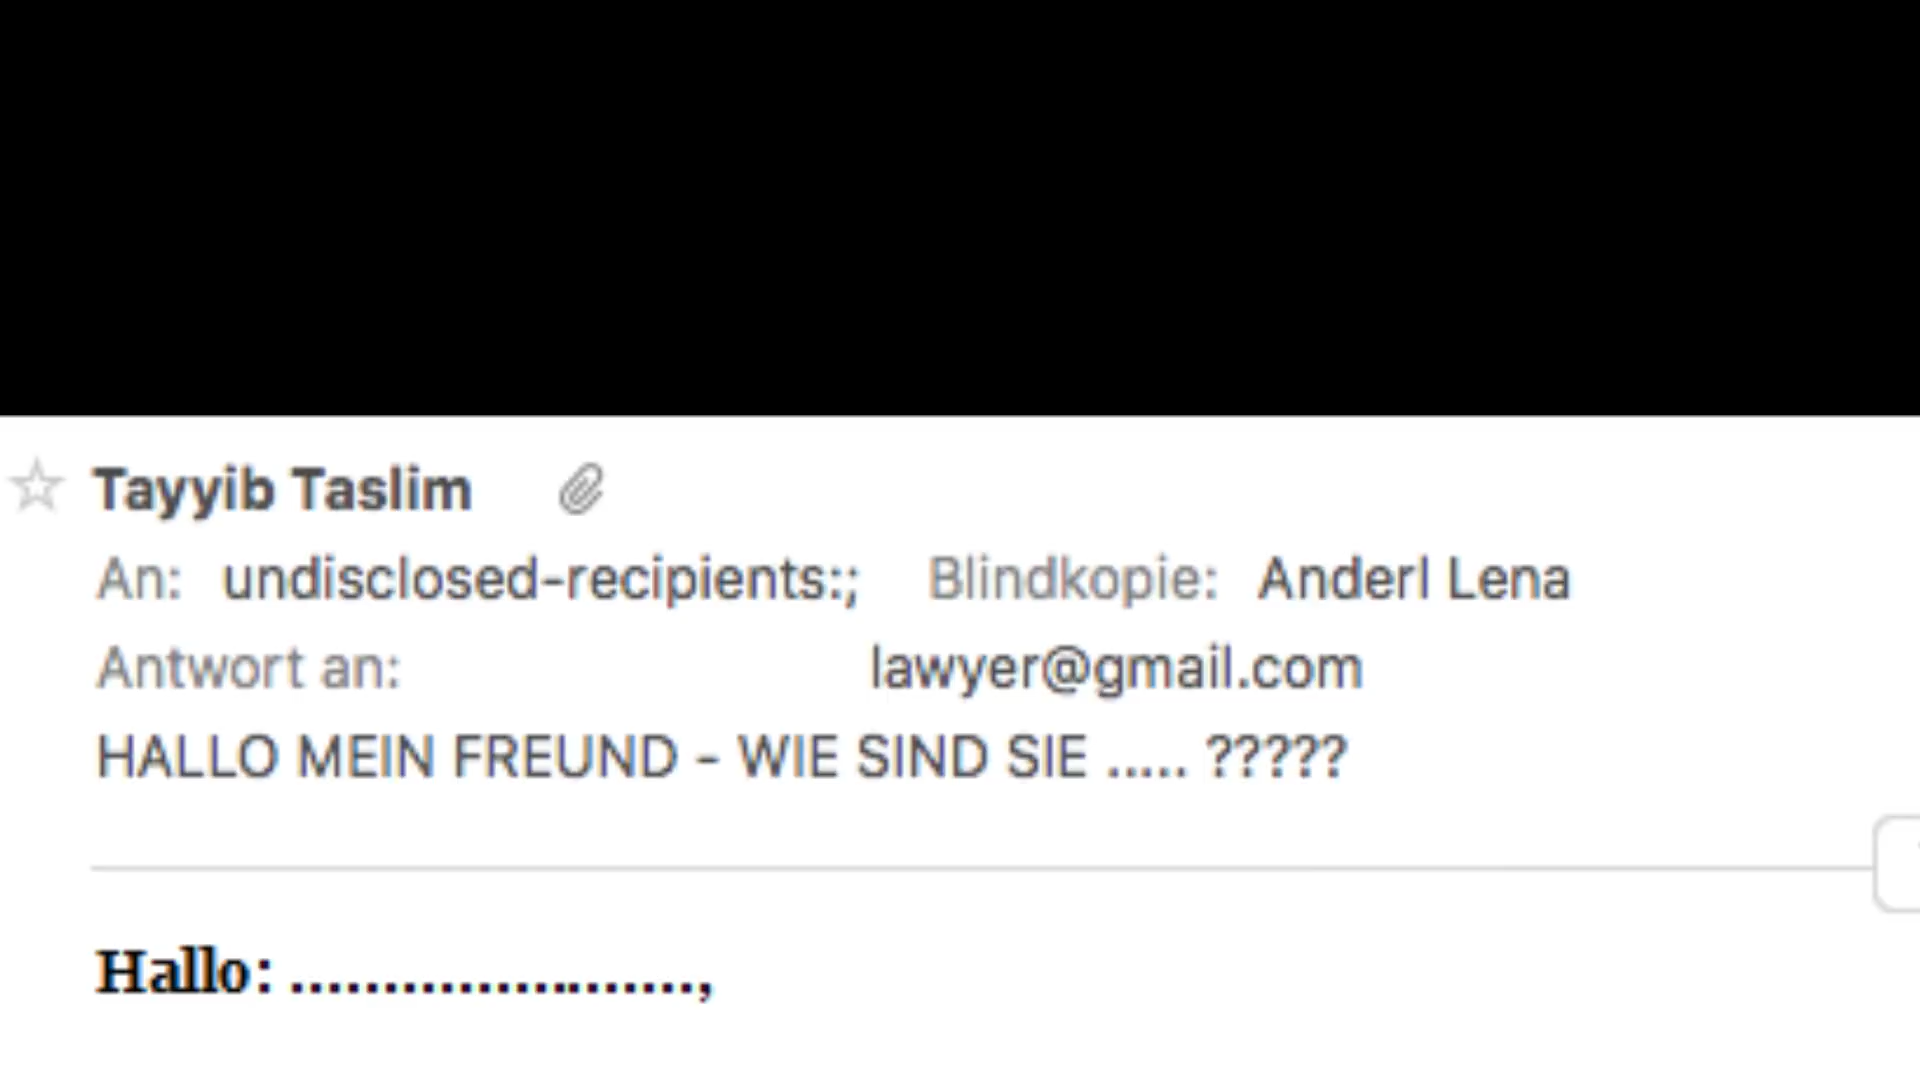 Tayyib Taslim
An: undisclosed-recipients:; Blindkopie: Anderl Lena
Antwort an: lawyer@gmail.com
HALLO MEIN FREUND - WIE SIND SIE ..... ?????
Hallo: ......................,